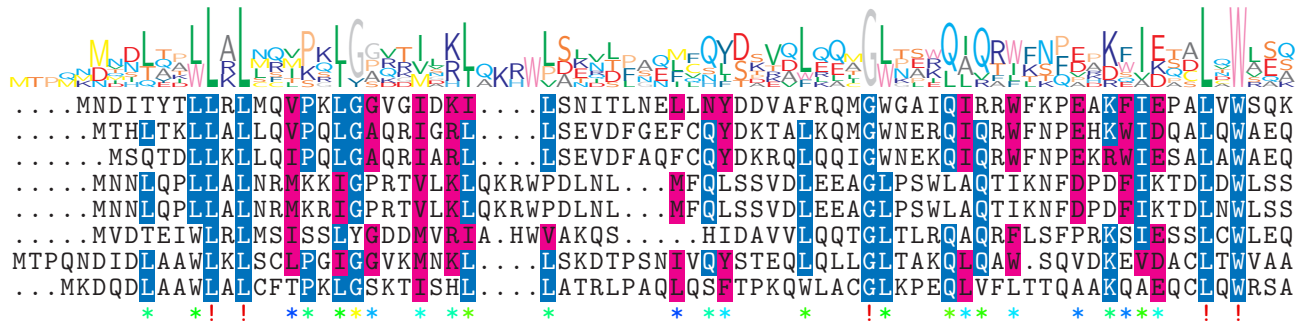 ....MNDITYTLLRLMQVPKLGGVGIDKI....LSNITLNELLNYDDVAFRQMGWGAIQIRRWFKPEAKFIEPALVWSQK
.....MTHLTKLLALLQVPQLGAQRIGRL....LSEVDFGEFCQYDKTALKQMGWNERQIQRWFNPEHKWIDQALQWAEQ
......MSQTDLLKLLQIPQLGAQRIARL....LSEVDFAQFCQYDKRQLQQIGWNEKQIQRWFNPEKRWIESALAWAEQ
.....MNNLQPLLALNRMKKIGPRTVLKLQKRWPDLNL...MFQLSSVDLEEAGLPSWLAQTIKNFDPDFIKTDLDWLSS
.....MNNLQPLLALNRMKRIGPRTVLKLQKRWPDLNL...MFQLSSVDLEEAGLPSWLAQTIKNFDPDFIKTDLNWLSS
.....MVDTEIWLRLMSISSLYGDDMVRIA.HWVAKQS.....HIDAVVLQQTGLTLRQAQRFLSFPRKSIESSLCWLEQ
MTPQNDIDLAAWLKLSCLPGIGGVKMNKL....LSKDTPSNIVQYSTEQLQLLGLTAKQLQAW.SQVDKEVDACLTWVAA
...MKDQDLAAWLALCFTPKLGSKTISHL....LATRLPAQLQSFTPKQWLACGLKPEQLVFLTTQAAKQAEQCLQWRSA
* *! ! ** *** * ** * * ** * ! *** * * **** ! !